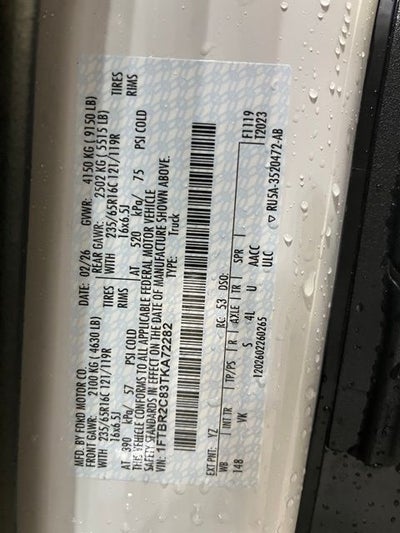 MFD. BY FORD MOTOR CO.
DATE: 02/26 GVWR: 4150 KG ( 9150 LB)
FRONT GAWR: 2100 KG ( 4630 LB) REAR GAWR: 2502 KG ( 5515 LB)
WITH 235/65R16C 121/119R TIRES WITH 235/65R16C 121/119R TIRES
16x6.5J RIMS 16x6.5J RIMS
AT 390 kPa/ 57 PSI COLD AT 520 kPa/ 75 PSI COLD
THIS VEHICLE CONFORMS TO ALL APPLICABLE FEDERAL MOTOR VEHICLE
SAFETY STANDARDS IN EFFECT ON THE DATE OF MANUFACTURE SHOWN ABOVE.
VIN: 1FTBR2C83TKA72282 TYPE: Truck
EXT PNT: YZ RC: 53 DSO: F1119
WB INT TR TP/PS R AXLE TR SPR T2023
148 VK S 4L U AACC
ULC
1202602260265
RU5A-3520472-AB